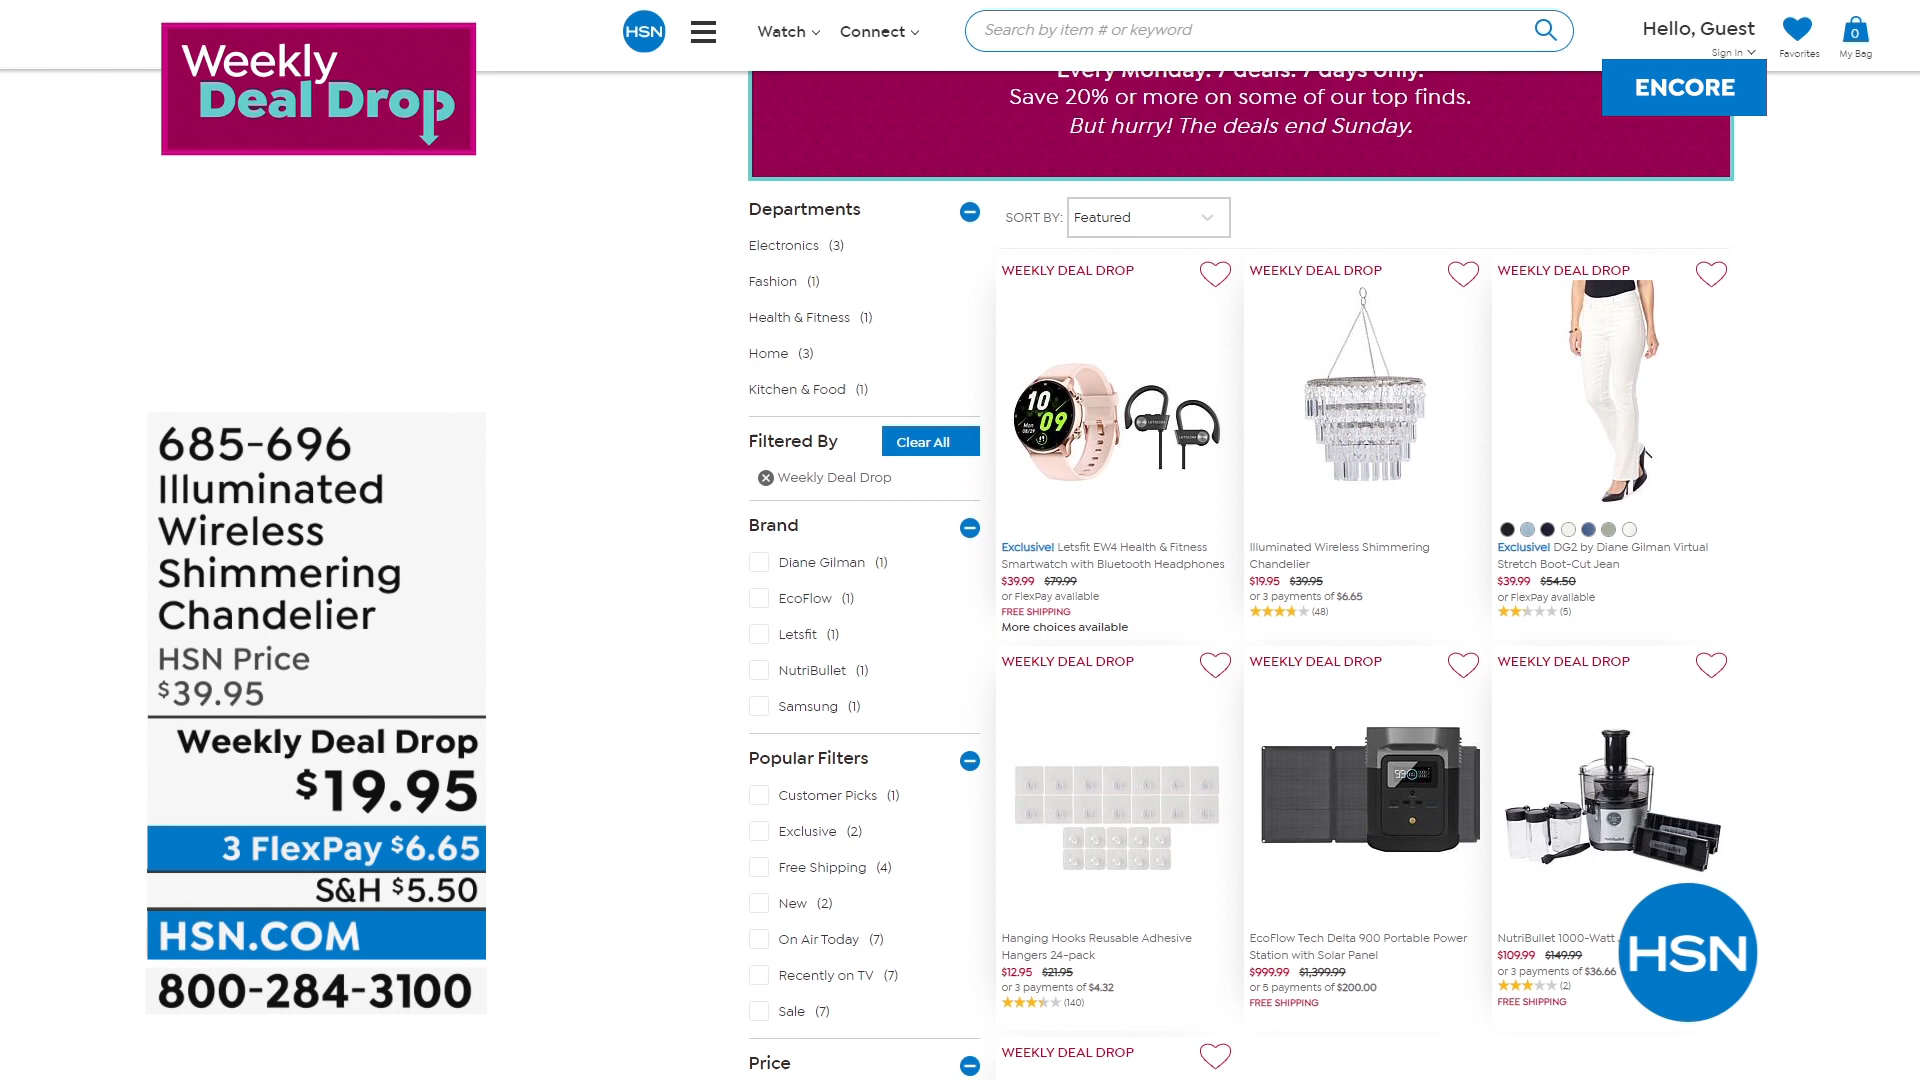 Weekly
Deal Drop
HSN
Watch
Connect
Search by item # or keyword
Hello, Guest
Sign In
Favorites
0
My Bag
ENCORE
Every Monday. 7 deals. 7 days only.
Save 20% or more on some of our top finds.
But hurry! The deals end Sunday.
685-696
Illuminated
Wireless
Shimmering
Chandelier
HSN Price
$39.95
Weekly Deal Drop
$19.95
3 FlexPay $6.65
S&H $5.50
HSN.COM
800-284-3100
Departments
Electronics (3)
Fashion (1)
Health & Fitness (1)
Home (3)
Kitchen & Food (1)
Filtered By
Clear All
Weekly Deal Drop
Brand
Diane Gilman (1)
EcoFlow (1)
Letsfit (1)
NutriBullet (1)
Samsung (1)
Popular Filters
Customer Picks (1)
Exclusive (2)
Free Shipping (4)
New (2)
On Air Today (7)
Recently on TV (7)
Sale (7)
Price
SORT BY:
Featured
WEEKLY DEAL DROP
10
09
Exclusive! Letsfit EW4 Health & Fitness
Smartwatch with Bluetooth Headphones
$39.99 $79.99
or FlexPay available
FREE SHIPPING
More choices available
WEEKLY DEAL DROP
Illuminated Wireless Shimmering
Chandelier
$19.95 $39.95
or 3 payments of $6.65
(48)
WEEKLY DEAL DROP
Exclusive! DG2 by Diane Gilman Virtual
Stretch Boot-Cut Jean
$39.99 $54.50
or FlexPay available
(5)
WEEKLY DEAL DROP
Hanging Hooks Reusable Adhesive
Hangers 24-pack
$12.95 $21.95
or 3 payments of $4.32
(140)
WEEKLY DEAL DROP
99
EcoFlow Tech Delta 900 Portable Power
Station with Solar Panel
$999.99 $1,399.99
or 5 payments of $200.00
FREE SHIPPING
WEEKLY DEAL DROP
NutriBullet 1000-Watt
$109.99 $149.99
or 3 payments of $36.66
(2)
FREE SHIPPING
HSN
WEEKLY DEAL DROP